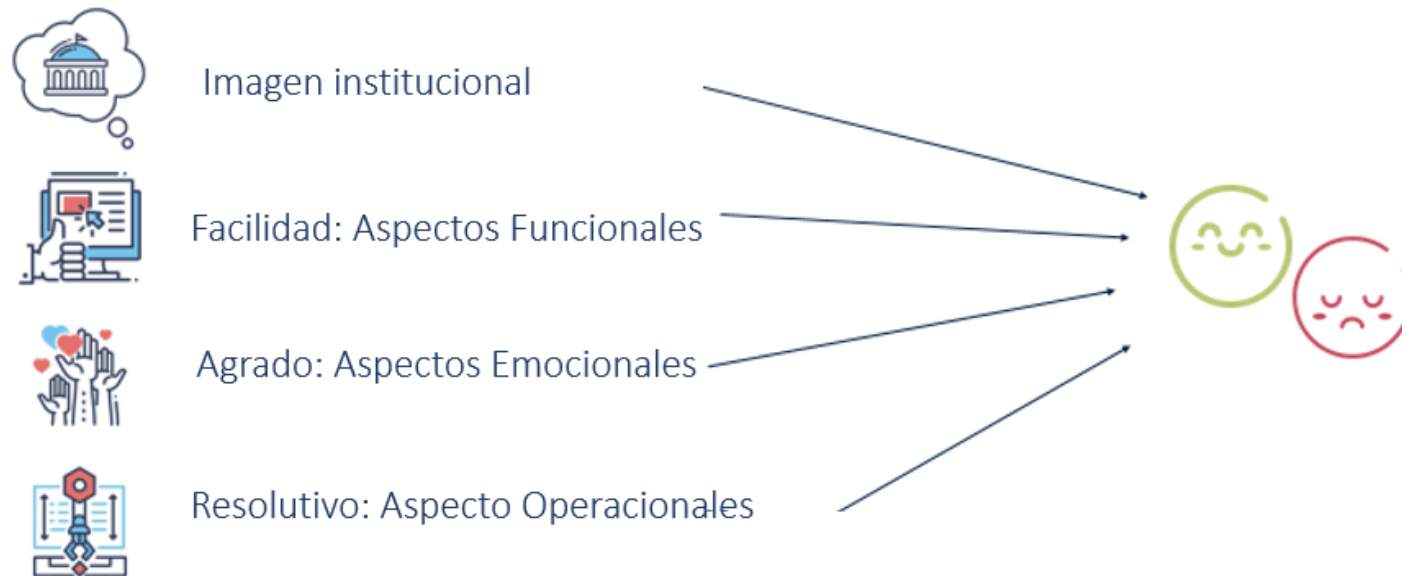 Imagen institucional
Facilidad: Aspectos Funcionales
Agrado: Aspectos Emocionales
Resolutivo: Aspecto Operacionales